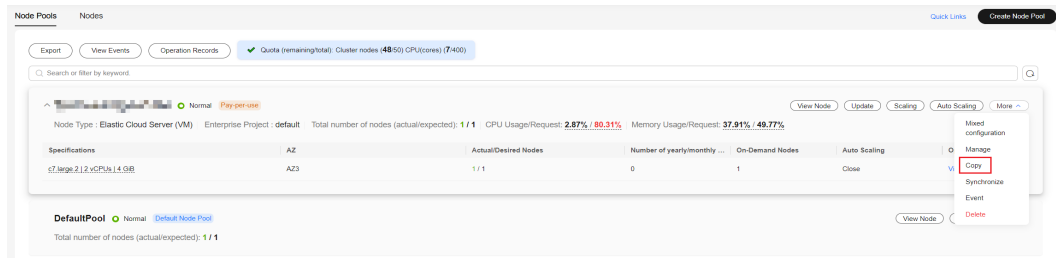 Node Pools Nodes Quick Links Create Node Pool
Export View Events Operation Records Quota (remaining/total): Cluster nodes (48/50) CPU(cores) (7/400)
Search or filter by keyword.
Normal Pay-per-use View Node Update Scaling Auto Scaling More
Node Type : Elastic Cloud Server (VM) Enterprise Project : default Total number of nodes (actual/expected): 1 / 1 CPU Usage/Request: 2.87% / 80.31% Memory Usage/Request: 37.91% / 49.77%
Mixed
configuration
Manage
Copy
Synchronize
Event
Delete
Specifications AZ Actual/Desired Nodes Number of yearly/monthly ... On-Demand Nodes Auto Scaling
c7.large.2 | 2 vCPUs | 4 GiB AZ3 1 / 1 0 1 Close
DefaultPool Normal Default Node Pool View Node
Total number of nodes (actual/expected): 1 / 1